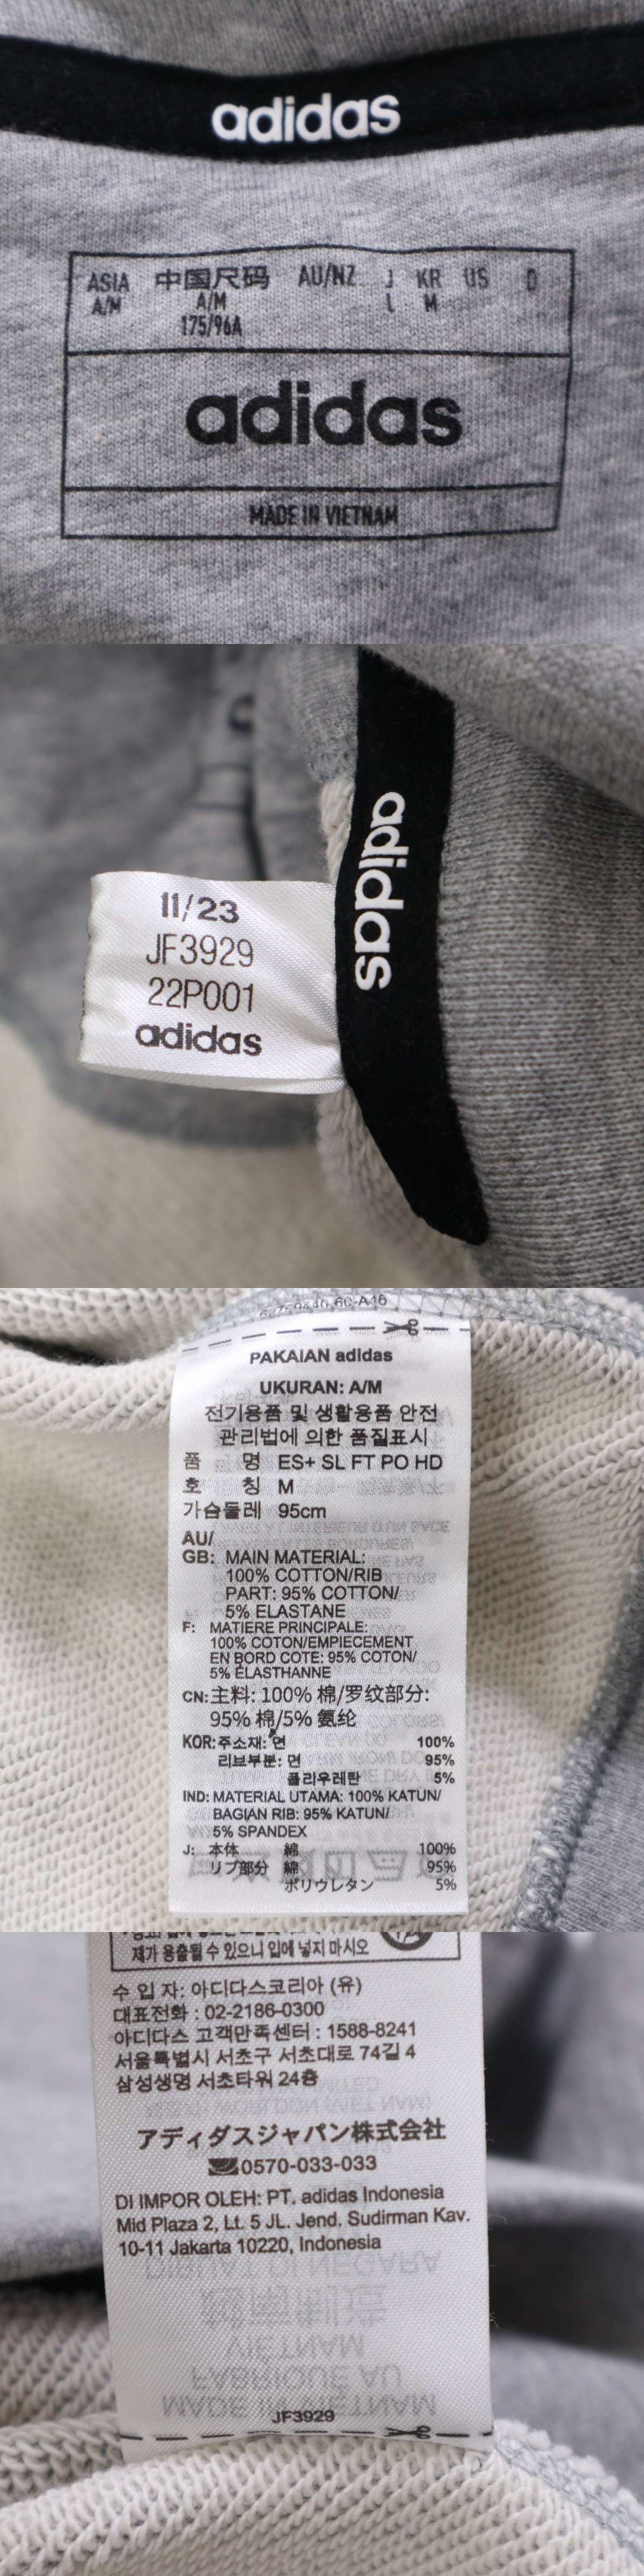 adidas
ASIA 中国尺码 AU/NZ J KR US D
A/M A/M L M
175/96A
adidas
MADE IN VIETNAM
adidas
11/23
JF3929
22P001
adidas
PAKAIAN adidas
UKURAN: A/M
전기용품 및 생활용품 안전
관리법에 의한 품질표시
품 명 ES+ SL FT PO HD
호 칭 M
가슴둘레 95cm
AU/
GB: MAIN MATERIAL:
100% COTTON/RIB
PART: 95% COTTON/
5% ELASTANE
F: MATIERE PRINCIPALE:
100% COTON/EMPIECEMENT
EN BORD COTE: 95% COTON/
5% ÉLASTHANNE
CN: 主料: 100% 棉/罗纹部分:
95% 棉/5% 氨纶
KOR: 주소재: 면 100%
리브부분: 면 95%
폴리우레탄 5%
IND: MATERIAL UTAMA: 100% KATUN/
BAGIAN RIB: 95% KATUN/
5% SPANDEX
J: 本体 綿 100%
リブ部分 綿 95%
ポリウレタン 5%
제가 용출될 수 있으니 입에 넣지 마시오
수 입 자: 아디다스코리아 (유)
대표전화 : 02-2186-0300
아디다스 고객만족센터 : 1588-8241
서울특별시 서초구 서초대로 74길 4
삼성생명 서초타워 24층
アディダスジャパン株式会社
0570-033-033
DI IMPOR OLEH: PT. adidas Indonesia
Mid Plaza 2, Lt. 5 JL. Jend. Sudirman Kav.
10-11 Jakarta 10220, Indonesia
JF3929